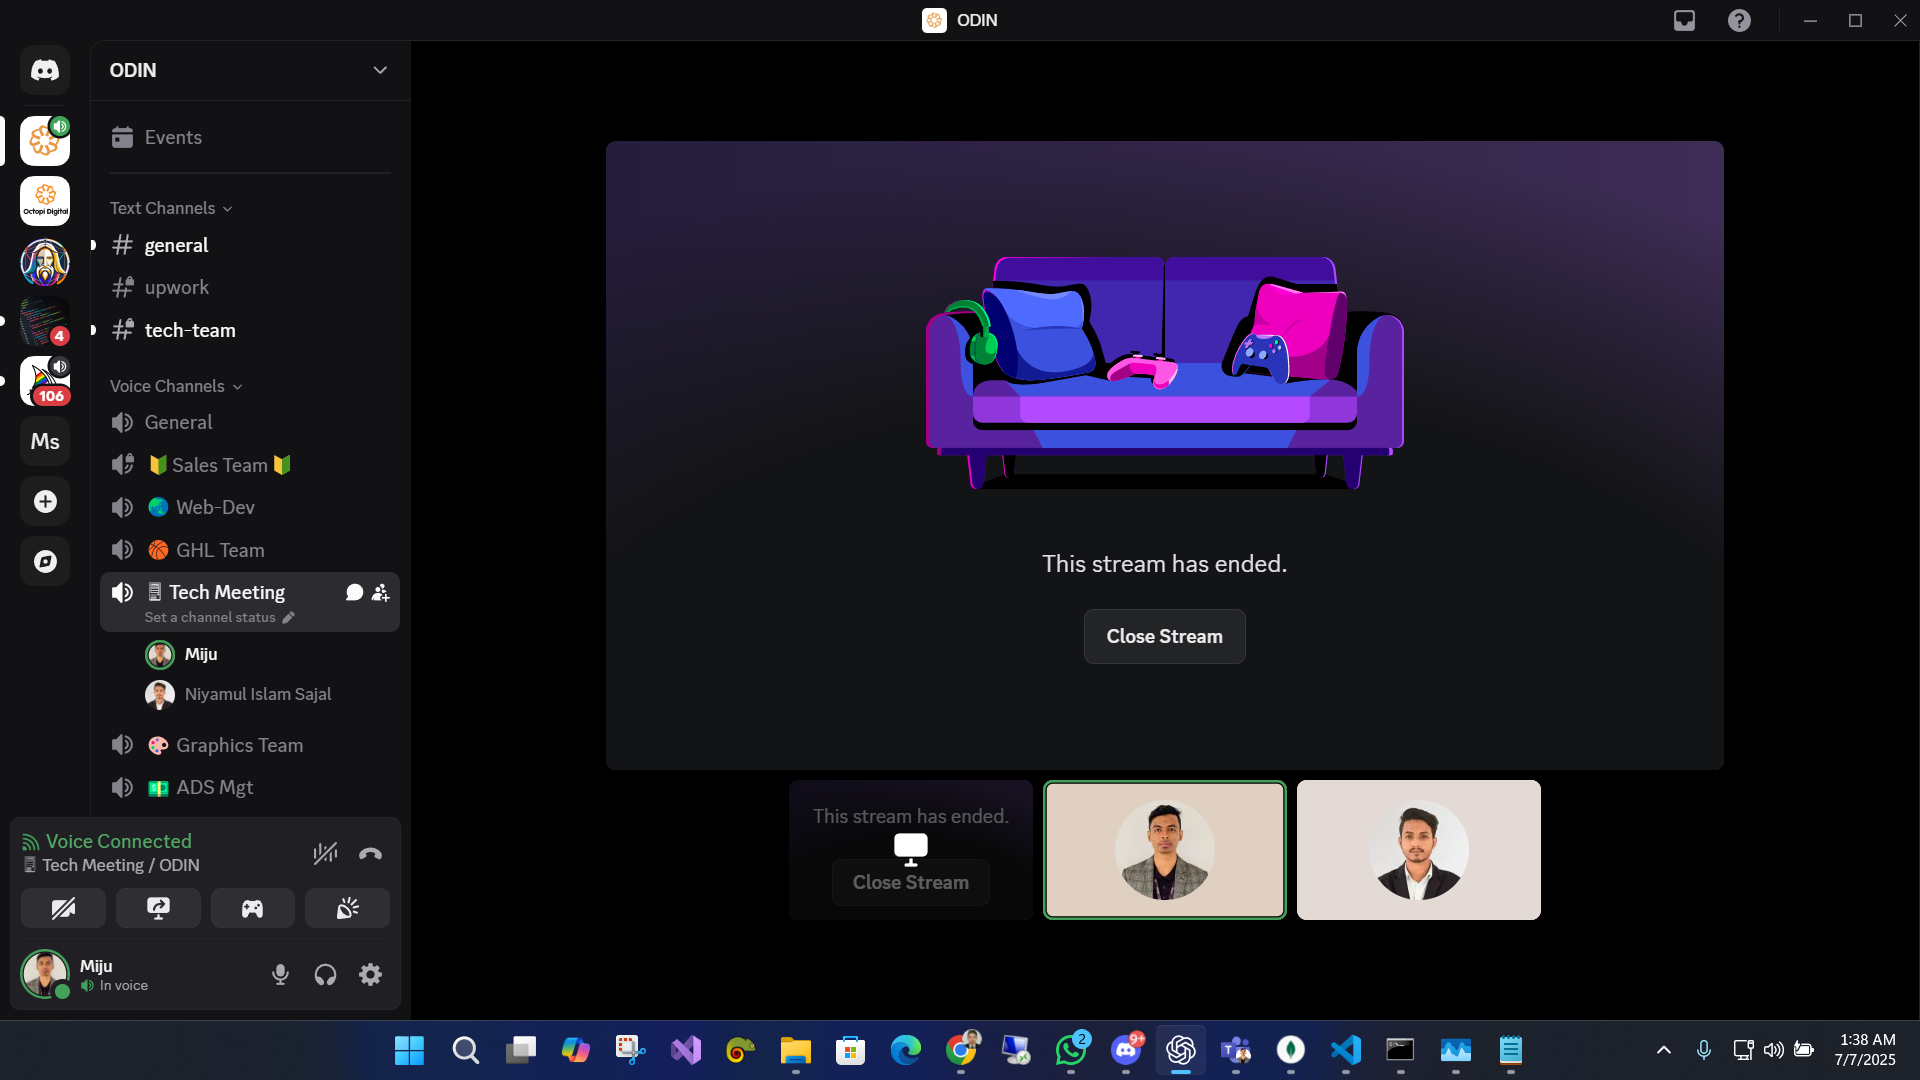 ODIN
ODIN
Events
Text Channels
general
upwork
tech-team
Voice Channels
General
Sales Team
Web-Dev
GHL Team
Tech Meeting
Set a channel status
Miju
Niyamul Islam Sajal
Graphics Team
ADS Mgt
Voice Connected
Tech Meeting / ODIN
Miju
In voice
Octopi Digital
4
106
Ms
This stream has ended.
Close Stream
This stream has ended.
Close Stream
2
9+
1:38 AM
7/7/2025